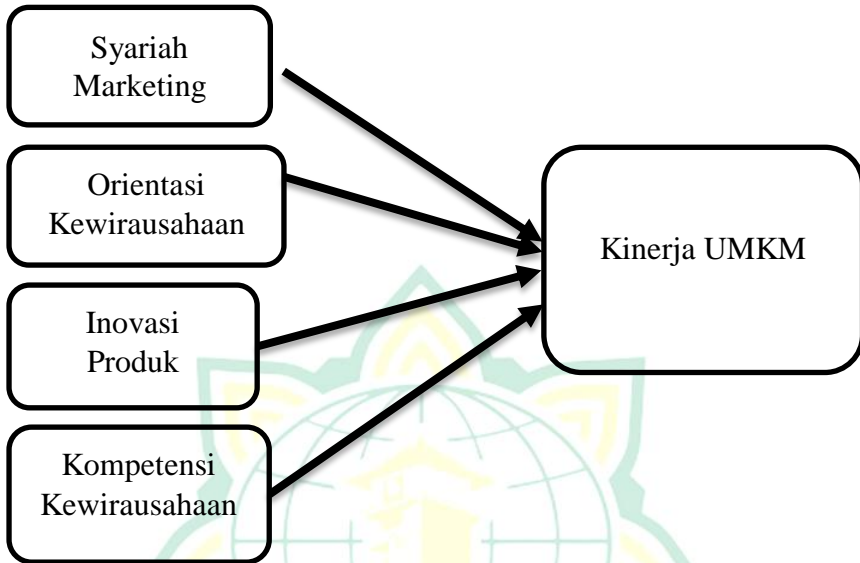 Syariah
Marketing
Orientasi
Kewirausahaan
Kinerja UMKM
Inovasi
Produk
Kompetensi
Kewirausahaan